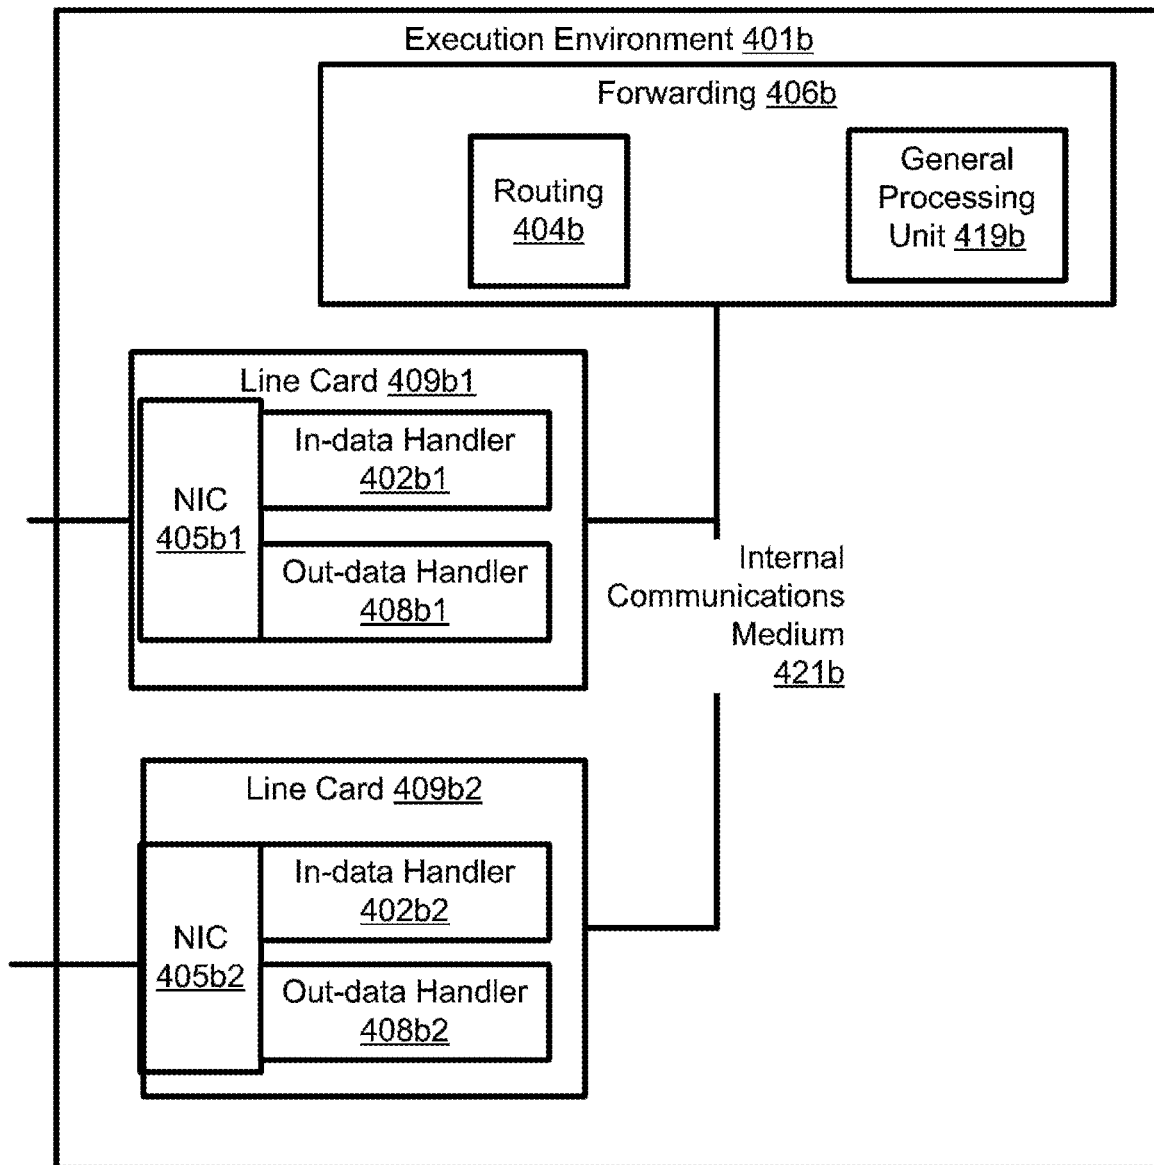 Execution Environment 401b
Forwarding 406b
Routing
404b
General
Processing
Unit 419b
Line Card 409b1
NIC
405b1
In-data Handler
402b1
Out-data Handler
408b1
Internal
Communications
Medium
421b
Line Card 409b2
NIC
405b2
In-data Handler
402b2
Out-data Handler
408b2